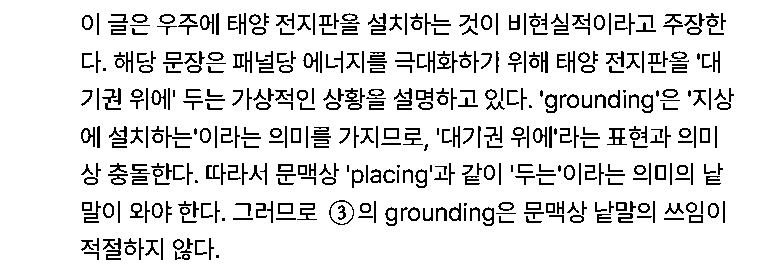 이 글은 우주에 태양 전지판을 설치하는 것이 비현실적이라고 주장한
다. 해당 문장은 패널당 에너지를 극대화하기 위해 태양 전지판을 '대
기권 위에' 두는 가상적인 상황을 설명하고 있다. 'grounding'은 '지상
에 설치하는'이라는 의미를 가지므로, '대기권 위에'라는 표현과 의미
상 충돌한다. 따라서 문맥상 'placing'과 같이 '두는'이라는 의미의 낱
말이 와야 한다. 그러므로 ③의 grounding은 문맥상 낱말의 쓰임이
적절하지 않다.